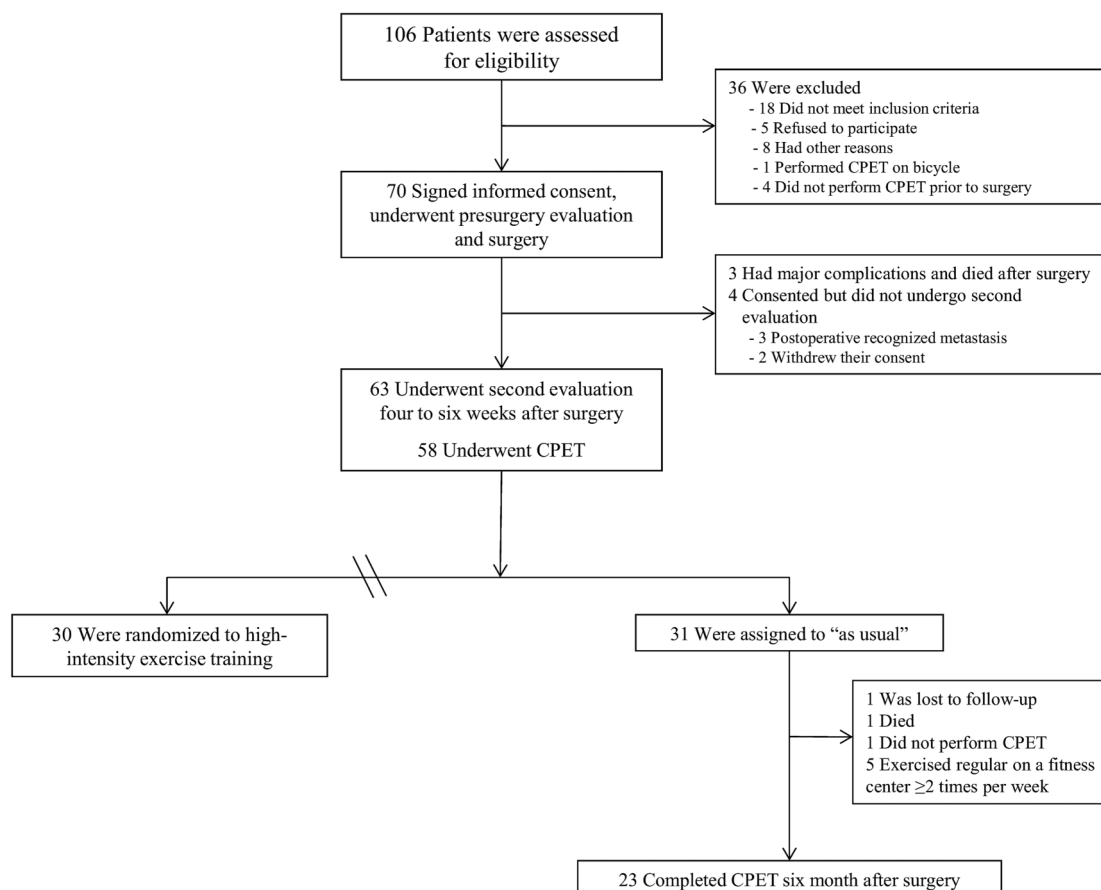 106 Patients were assessed
for eligibility
36 Were excluded
- 18 Did not meet inclusion criteria
- 5 Refused to participate
- 8 Had other reasons
- 1 Performed CPET on bicycle
- 4 Did not perform CPET prior to surgery
70 Signed informed consent,
underwent presurgery evaluation
and surgery
3 Had major complications and died after surgery
4 Consented but did not undergo second
evaluation
- 3 Postoperative recognized metastasis
- 2 Withdrew their consent
63 Underwent second evaluation
four to six weeks after surgery
58 Underwent CPET
30 Were randomized to high-
intensity exercise training
31 Were assigned to “as usual”
1 Was lost to follow-up
1 Died
1 Did not perform CPET
5 Exercised regular on a fitness
center ≥2 times per week
23 Completed CPET six month after surgery